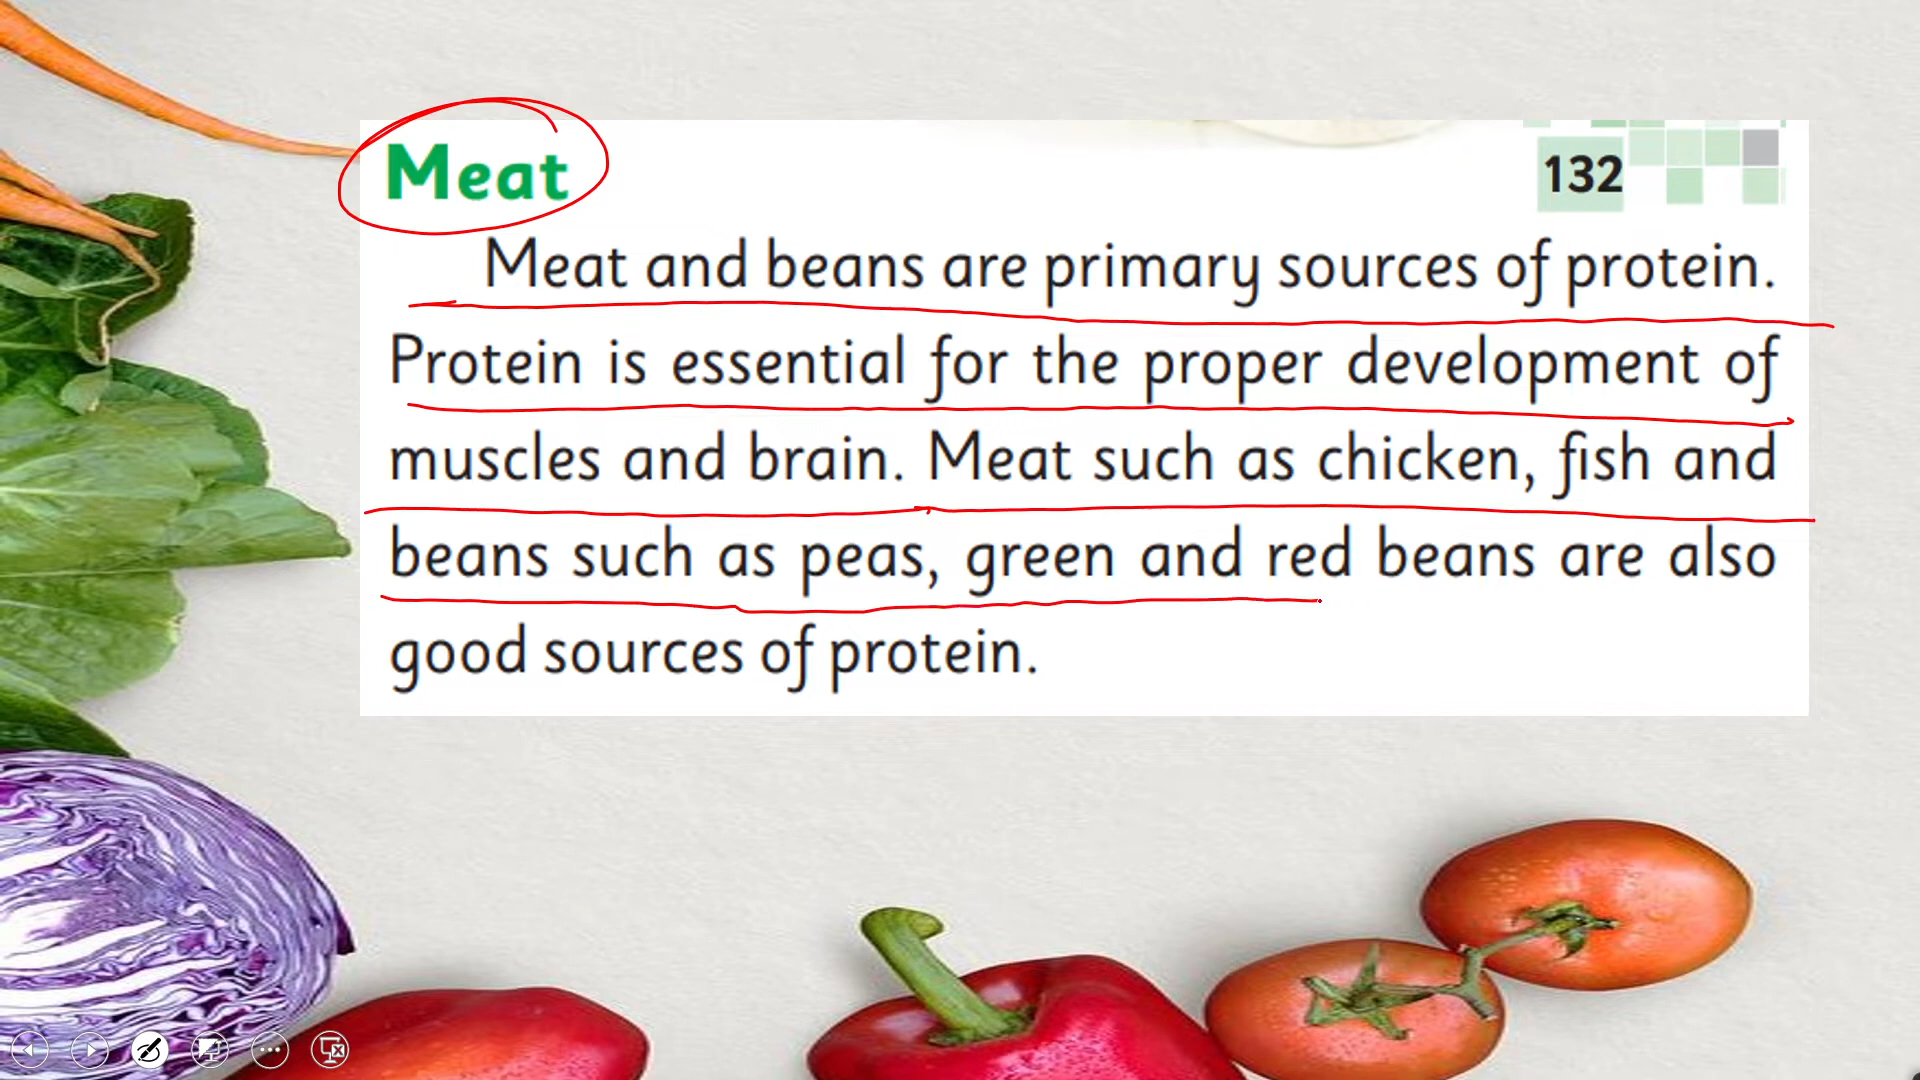 Meat
132
Meat and beans are primary sources of protein.
Protein is essential for the proper development of
muscles and brain. Meat such as chicken, fish and
beans such as peas, green and red beans are also
good sources of protein.